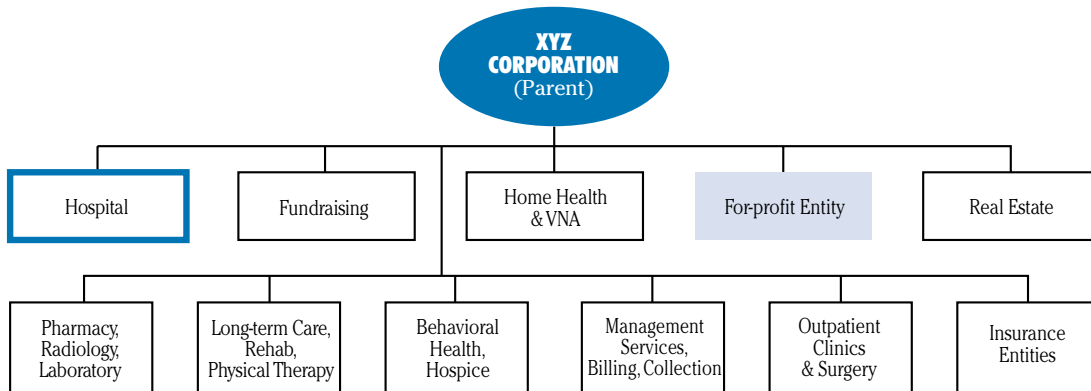 XYZ
CORPORATION
(Parent)
Hospital
Fundraising
Home Health
& VNA
For-profit Entity
Real Estate
Pharmacy,
Radiology,
Laboratory
Long-term Care,
Rehab,
Physical Therapy
Behavioral
Health,
Hospice
Management
Services,
Billing, Collection
Outpatient
Clinics
& Surgery
Insurance
Entities